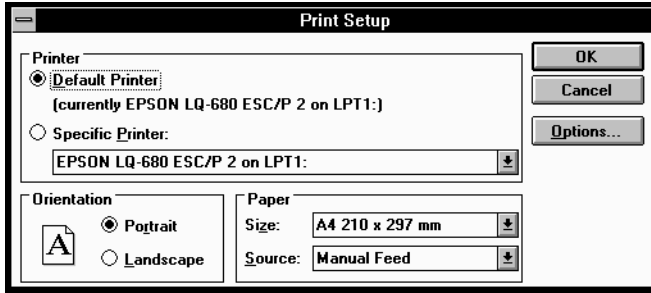 Print Setup
Printer
Default Printer
(currently EPSON LQ-680 ESC/P 2 on LPT1:)
Specific Printer:
EPSON LQ-680 ESC/P 2 on LPT1:
OK
Cancel
Options...
Orientation
A
Portrait
Landscape
Paper
Size: A4 210 x 297 mm
Source: Manual Feed